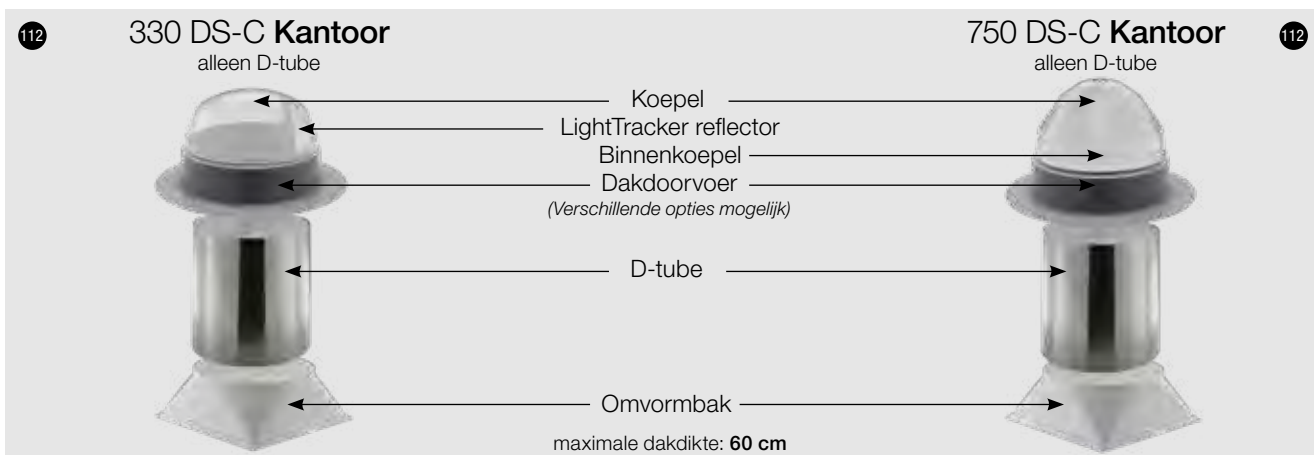 112
330 DS-C Kantoor
alleen D-tube
750 DS-C Kantoor
alleen D-tube
112
Koepel
LightTracker reflector
Binnenkoepel
Dakdoorvoer
(Verschillende opties mogelijk)
D-tube
Omvormbak
maximale dakdikte: 60 cm